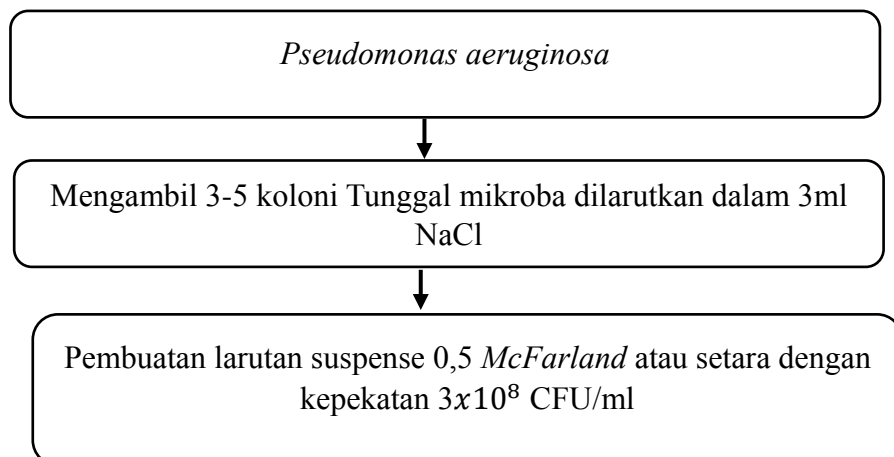 Pseudomonas aeruginosa
Mengambil 3-5 koloni Tunggal mikroba dilarutkan dalam 3ml
NaCl
Pembuatan larutan suspense 0,5 McFarland atau setara dengan
kepekatan 3x10⁸ CFU/ml